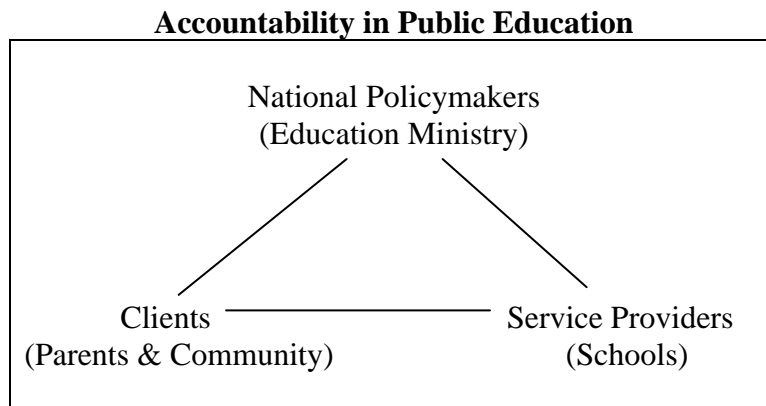 Accountability in Public Education
National Policymakers
(Education Ministry)
Clients
(Parents & Community)
Service Providers
(Schools)